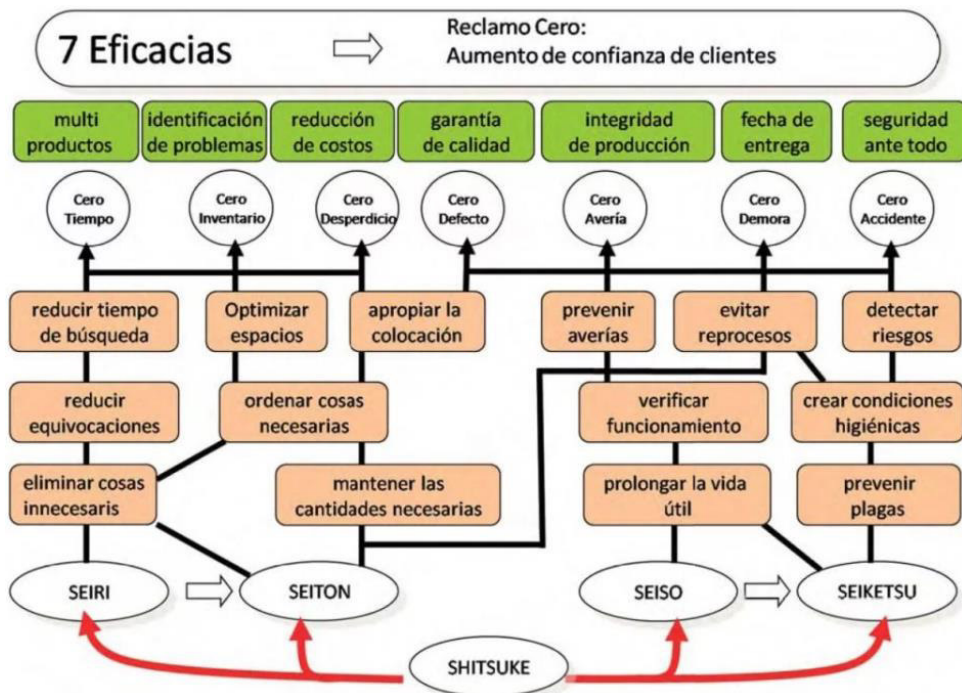 7 Eficacias
Reclamo Cero:
Aumento de confianza de clientes
multi
productos
identificación
de problemas
reducción
de costos
garantía
de calidad
integridad
de producción
fecha de
entrega
seguridad
ante todo
Cero
Tiempo
Cero
Inventario
Cero
Desperdicio
Cero
Defecto
Cero
Avería
Cero
Demora
Cero
Accidente
reducir tiempo
de búsqueda
Optimizar
espacios
apropiar la
colocación
prevenir
averías
evitar
reprocesos
detectar
riesgos
reducir
equivocaciones
ordenar cosas
necesarias
verificar
funcionamiento
crear condiciones
higiénicas
eliminar cosas
innecesaris
mantener las
cantidades necesarias
prolongar la vida
útil
prevenir
plagas
SEIRI
SEITON
SEISO
SEIKETSU
SHITSUKE